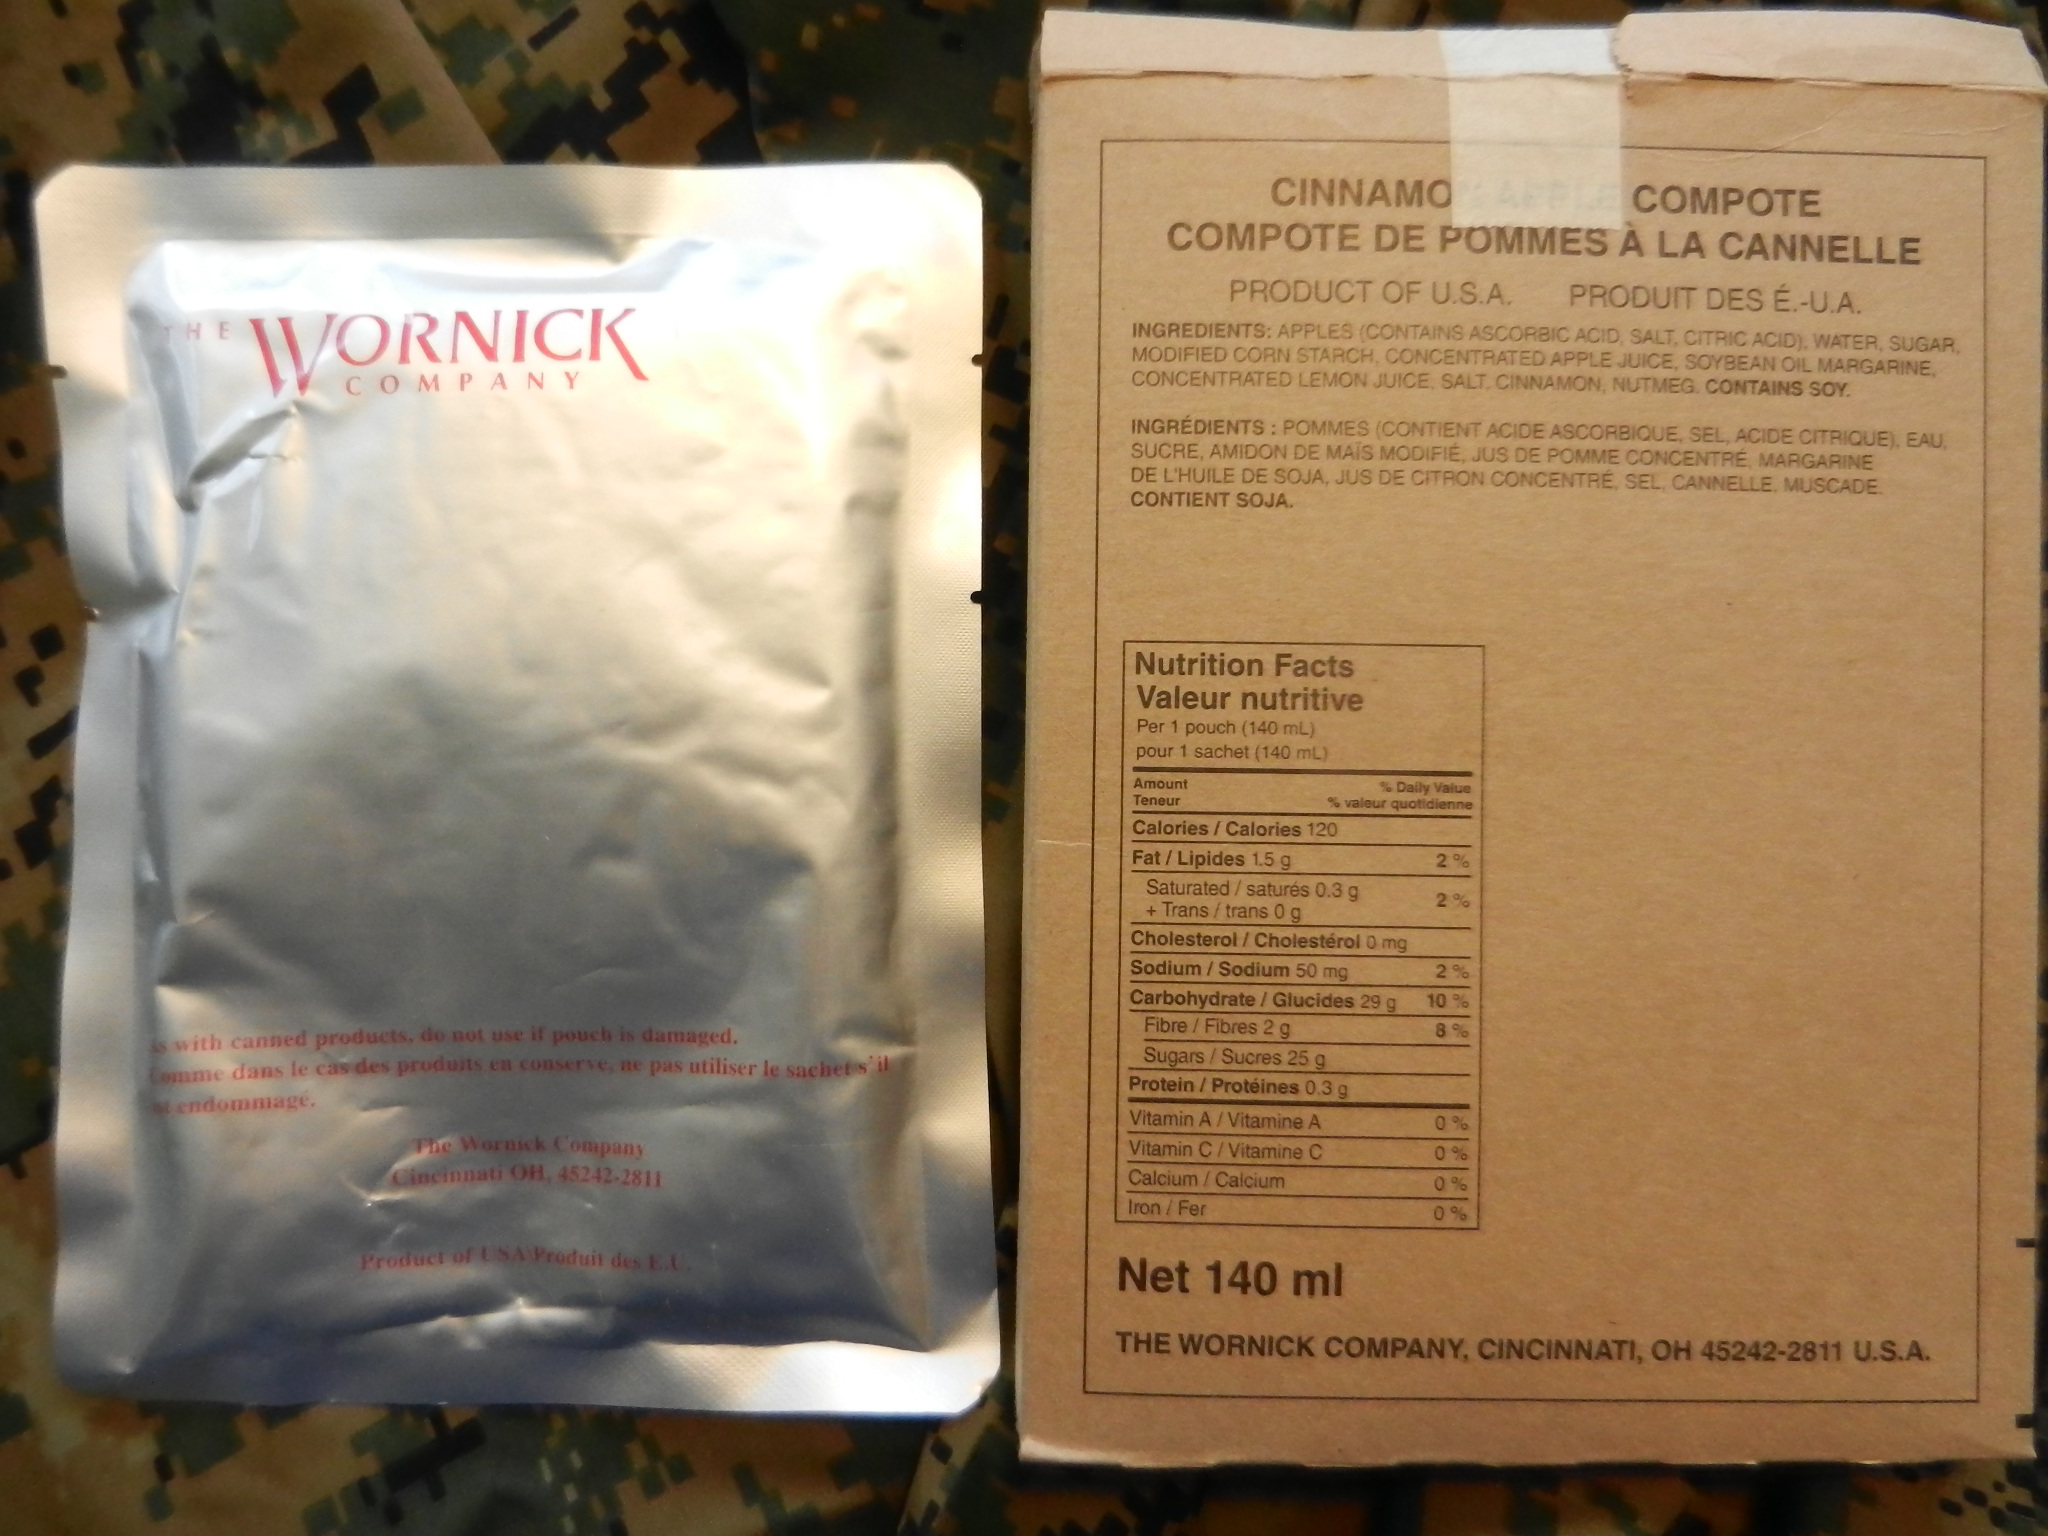 THE WORNICK
COMPANY
As with canned products, do not use if pouch is damaged.
Comme dans le cas des produits en conserve, ne pas utiliser le sachet s'il
endommagé.
The Wornick Company
Cincinnati OH, 45242-2811
Product of USA\Produit des E.U.
CINNAMON APPLE COMPOTE
COMPOTE DE POMMES À LA CANNELLE
PRODUCT OF U.S.A. PRODUIT DES É.-U.A.
INGREDIENTS: APPLES (CONTAINS ASCORBIC ACID, SALT, CITRIC ACID), WATER, SUGAR,
MODIFIED CORN STARCH, CONCENTRATED APPLE JUICE, SOYBEAN OIL MARGARINE,
CONCENTRATED LEMON JUICE, SALT, CINNAMON, NUTMEG. CONTAINS SOY.
INGRÉDIENTS : POMMES (CONTIENT ACIDE ASCORBIQUE, SEL, ACIDE CITRIQUE), EAU,
SUCRE, AMIDON DE MAÏS MODIFIÉ, JUS DE POMME CONCENTRÉ, MARGARINE
DE L'HUILE DE SOJA, JUS DE CITRON CONCENTRÉ, SEL, CANNELLE, MUSCADE.
CONTIENT SOJA.
Nutrition Facts
Valeur nutritive
Per 1 pouch (140 mL)
pour 1 sachet (140 mL)
Amount % Daily Value
Teneur % valeur quotidienne
Calories / Calories 120
Fat / Lipides 1.5 g 2 %
Saturated / saturés 0.3 g 2 %
+ Trans / trans 0 g
Cholesterol / Cholestérol 0 mg
Sodium / Sodium 50 mg 2 %
Carbohydrate / Glucides 29 g 10 %
Fibre / Fibres 2 g 8 %
Sugars / Sucres 25 g
Protein / Protéines 0.3 g
Vitamin A / Vitamine A 0 %
Vitamin C / Vitamine C 0 %
Calcium / Calcium 0 %
Iron / Fer 0 %
Net 140 ml
THE WORNICK COMPANY, CINCINNATI, OH 45242-2811 U.S.A.